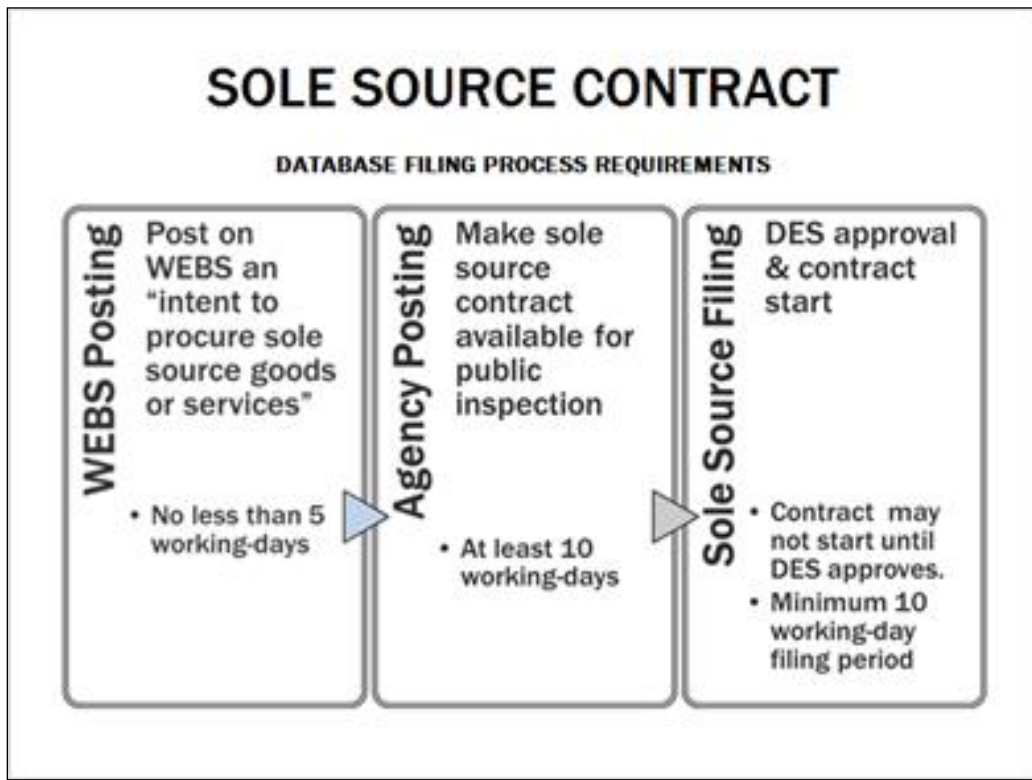 SOLE SOURCE CONTRACT
DATABASE FILING PROCESS REQUIREMENTS
WEBS Posting
Post on
WEBS an
“intent to
procure sole
source goods
or services”
• No less than 5
working-days
Agency Posting
Make sole
source
contract
available for
public
inspection
• At least 10
working-days
Sole Source Filing
DES approval
& contract
start
• Contract may
not start until
DES approves.
• Minimum 10
working-day
filing period